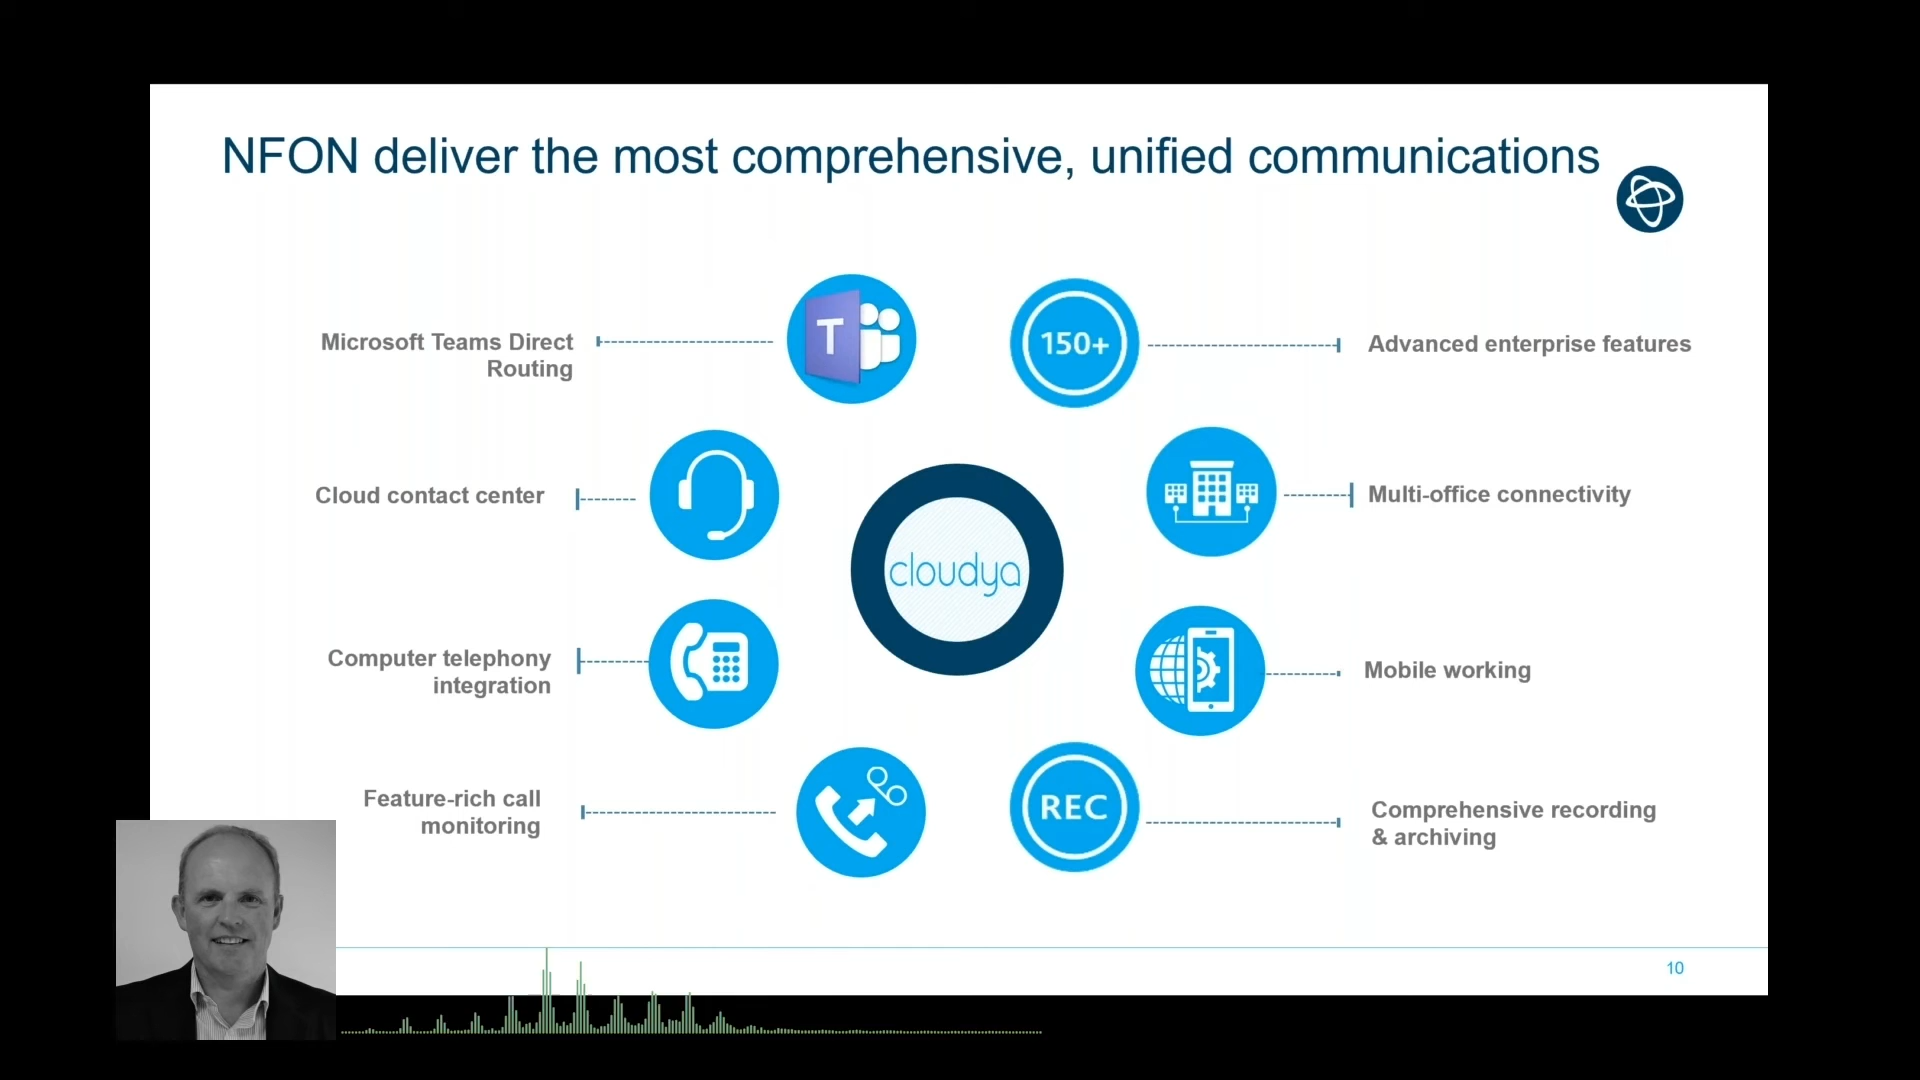 NFON deliver the most comprehensive, unified communications
Microsoft Teams Direct
Routing
T
150+
Advanced enterprise features
Cloud contact center
Multi-office connectivity
cloudya
Computer telephony
integration
Mobile working
Feature-rich call
monitoring
REC
Comprehensive recording
& archiving
10